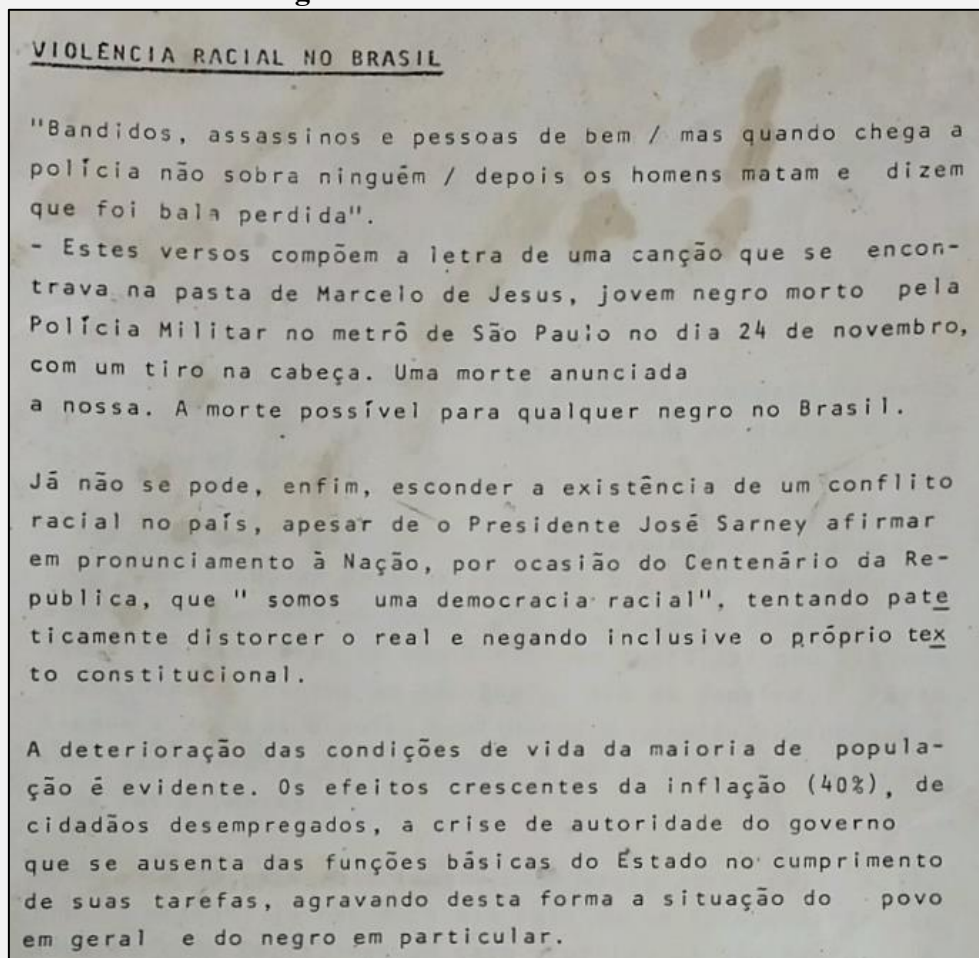 VIOLÊNCIA RACIAL NO BRASIL
"Bandidos, assassinos e pessoas de bem / mas quando chega a
polícia não sobra ninguém / depois os homens matam e dizem
que foi bala perdida".
- Estes versos compõem a letra de uma canção que se encon-
trava na pasta de Marcelo de Jesus, jovem negro morto pela
Polícia Militar no metrô de São Paulo no dia 24 de novembro,
com um tiro na cabeça. Uma morte anunciada
a nossa. A morte possível para qualquer negro no Brasil.
Já não se pode, enfim, esconder a existência de um conflito
racial no país, apesar de o Presidente José Sarney afirmar
em pronunciamento à Nação, por ocasião do Centenário da Re-
publica, que " somos uma democracia racial", tentando pate
ticamente distorcer o real e negando inclusive o próprio tex
to constitucional.
A deterioração das condições de vida da maioria de popula-
ção é evidente. Os efeitos crescentes da inflação (40%), de
cidadãos desempregados, a crise de autoridade do governo
que se ausenta das funções básicas do Estado no cumprimento
de suas tarefas, agravando desta forma a situação do povo
em geral e do negro em particular.